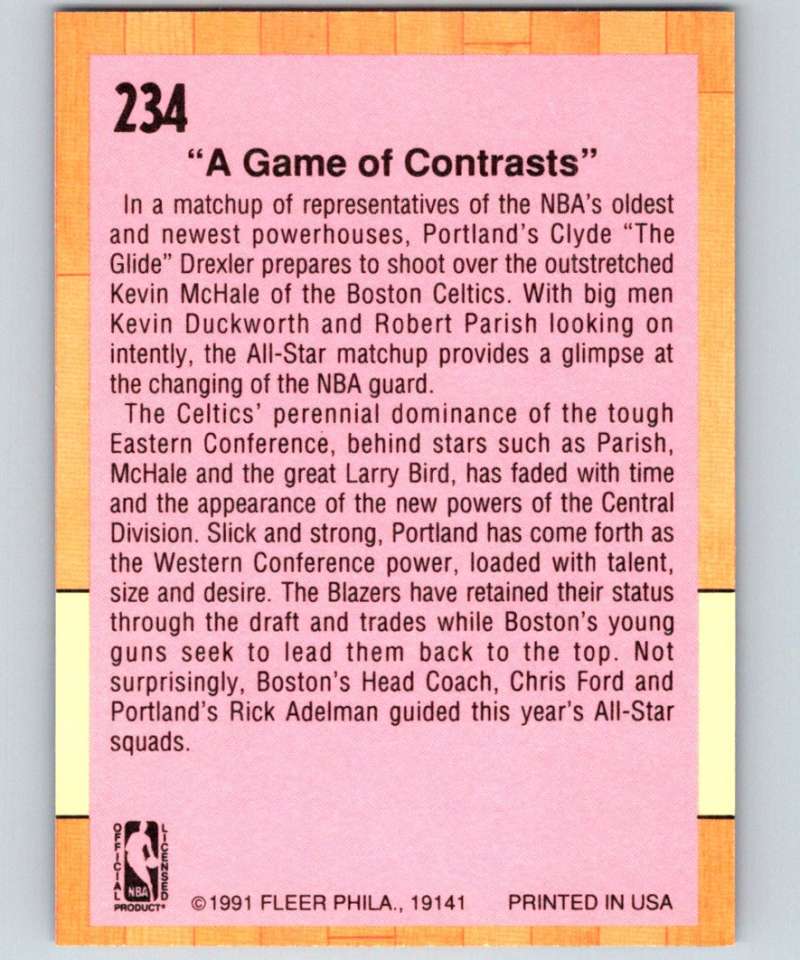 234
“A Game of Contrasts”
In a matchup of representatives of the NBA’s oldest
and newest powerhouses, Portland’s Clyde “The
Glide” Drexler prepares to shoot over the outstretched
Kevin McHale of the Boston Celtics. With big men
Kevin Duckworth and Robert Parish looking on
intently, the All-Star matchup provides a glimpse at
the changing of the NBA guard.
The Celtics’ perennial dominance of the tough
Eastern Conference, behind stars such as Parish,
McHale and the great Larry Bird, has faded with time
and the appearance of the new powers of the Central
Division. Slick and strong, Portland has come forth as
the Western Conference power, loaded with talent,
size and desire. The Blazers have retained their status
through the draft and trades while Boston’s young
guns seek to lead them back to the top. Not
surprisingly, Boston’s Head Coach, Chris Ford and
Portland’s Rick Adelman guided this year’s All-Star
squads.
OFFICIAL
LICENSED
NBA
PRODUCT
©1991 FLEER PHILA., 19141 PRINTED IN USA